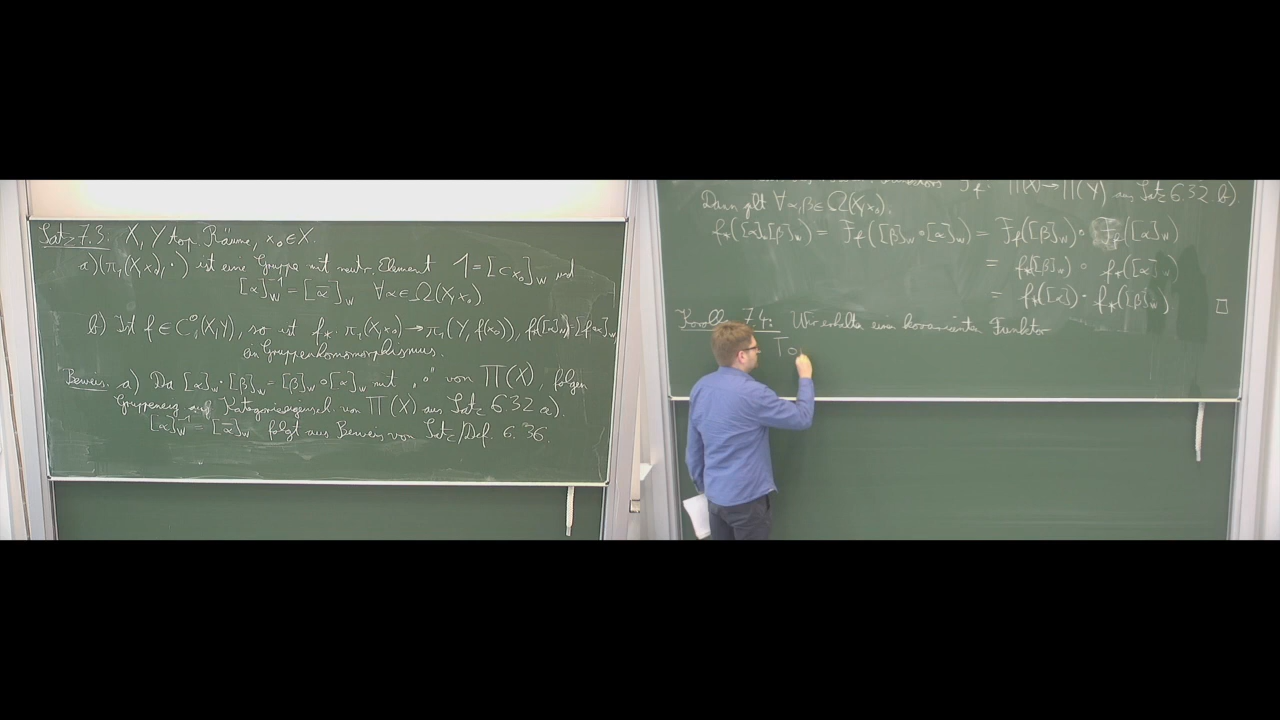 Satz 7.3. X, Y top. Räume, x₀ ∈ X.
a) (π₁(X,x₀), ·) ist eine Gruppe mit neutr. Element 1 = [c_{x₀}]_W und
[α]_W⁻¹ = [ᾱ]_W ∀α∈Ω(X,x₀)
b) Ist f ∈ C⁰(X,Y), so ist f_* : π₁(X,x₀) → π₁(Y, f(x₀)), f_*([α]_W) = [f∘α]_W
ein Gruppenhomomorphismus.
Beweis. a) Da [α]_W · [β]_W = [β]_W ∘ [α]_W mit „∘" von Π(X), folgen
Gruppeneig. aus Kategorieeigensch. von Π(X) aus Satz 6.32 a).
[α]_W⁻¹ = [ᾱ]_W folgt aus Beweis von Satz/Def. 6.36.
F_f : Π(X) → Π(Y) aus Satz 6.32. b).
Dann gilt ∀α,β∈Ω(X,x₀).
f_*([α]_W[β]_W) = F_f([β]_W ∘ [α]_W) = F_f([β]_W) ∘ F_f([α]_W)
= f_*([β]_W) ∘ f_*([α]_W)
= f_*([α]_W) · f_*([β]_W) □
7.4: Wir erhalten einen kovarianten Funktor
To